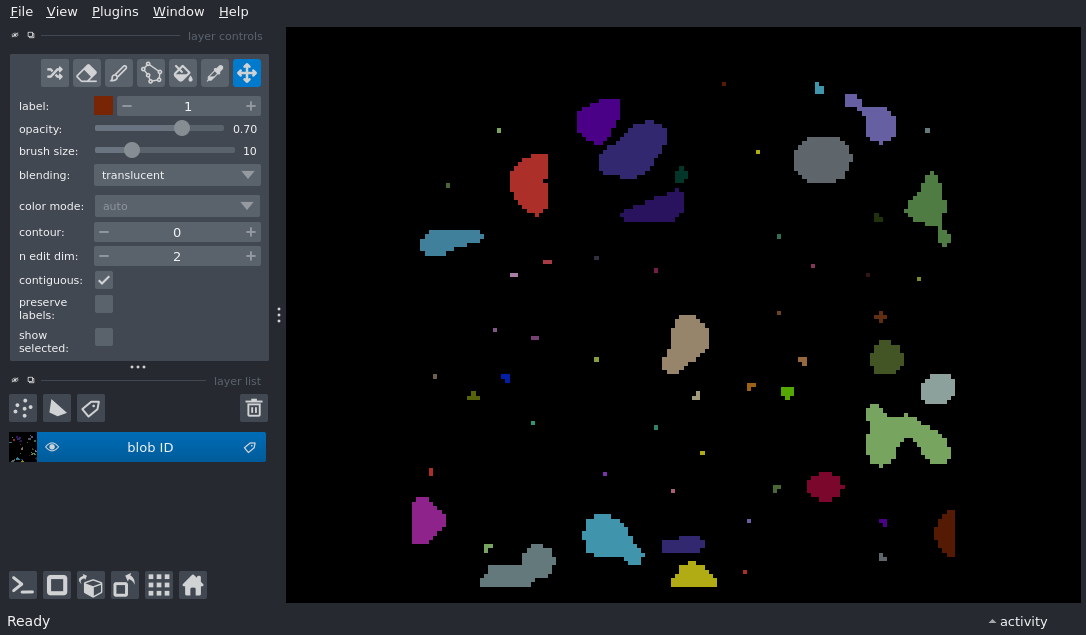 File View Plugins Window Help
layer controls
label: 1
opacity: 0.70
brush size: 10
blending: translucent
color mode: auto
contour: 0
n edit dim: 2
contiguous:
preserve
labels:
show
selected:
layer list
blob ID
Ready
activity